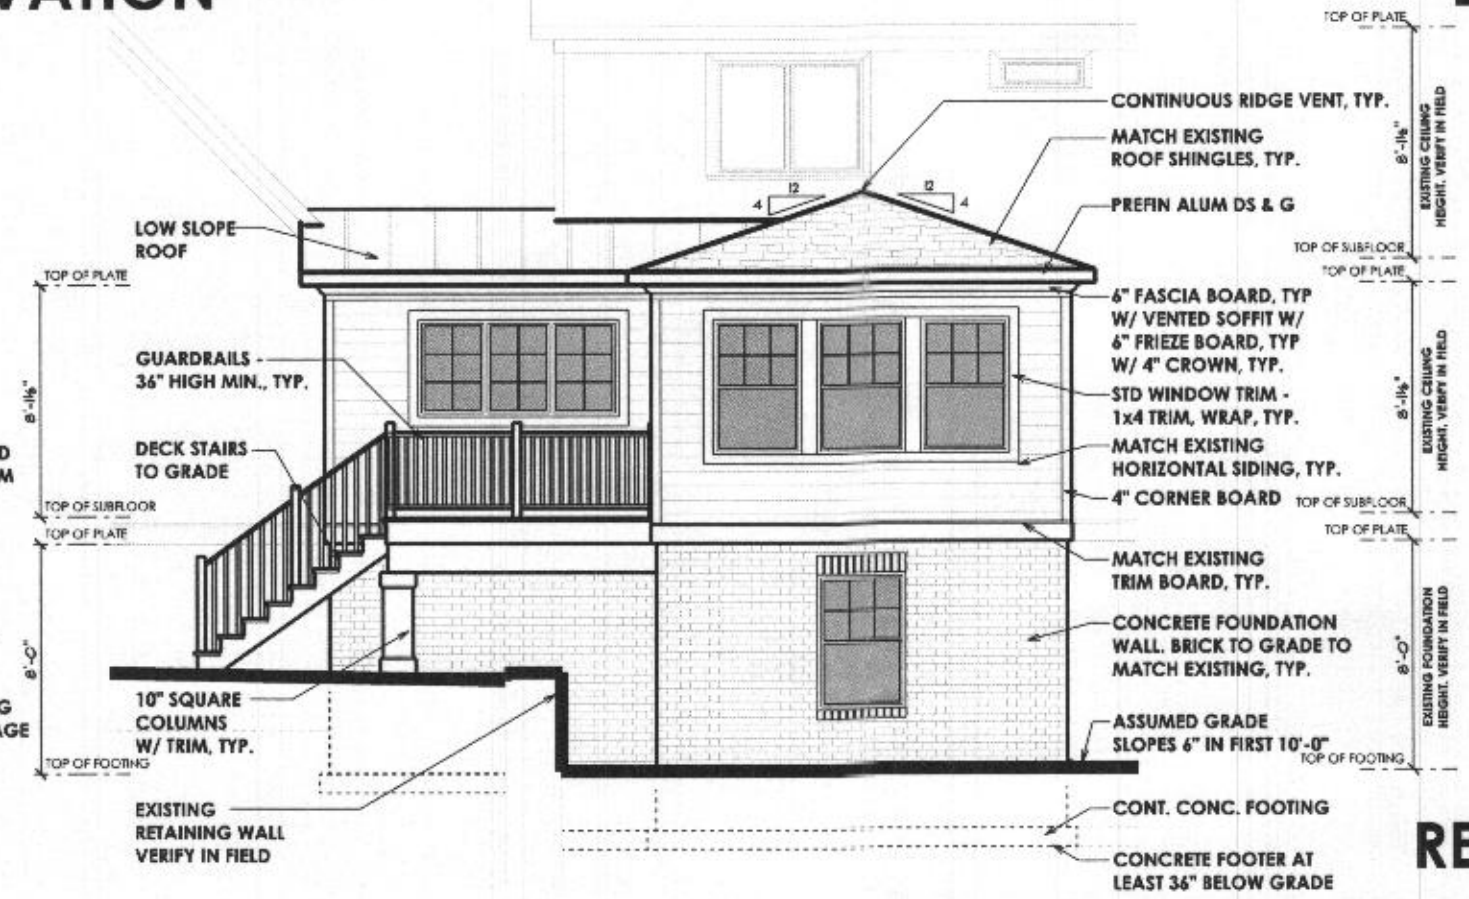 VATION
TOP OF PLATE
CONTINUOUS RIDGE VENT, TYP.
MATCH EXISTING
ROOF SHINGLES, TYP.
12
4
12
4
PREFIN ALUM DS & G
8'-1⅛"
EXISTING CEILING
HEIGHT. VERIFY IN FIELD
LOW SLOPE
ROOF
TOP OF SUBFLOOR
TOP OF PLATE
TOP OF PLATE
6" FASCIA BOARD, TYP
W/ VENTED SOFFIT W/
6" FRIEZE BOARD, TYP
W/ 4" CROWN, TYP.
GUARDRAILS -
36" HIGH MIN., TYP.
8'-1⅛"
8'-1⅛"
EXISTING CEILING
HEIGHT. VERIFY IN FIELD
STD WINDOW TRIM -
1x4 TRIM, WRAP, TYP.
DECK STAIRS
TO GRADE
D
M
MATCH EXISTING
HORIZONTAL SIDING, TYP.
4" CORNER BOARD
TOP OF SUBFLOOR
TOP OF SUBFLOOR
TOP OF PLATE
TOP OF PLATE
MATCH EXISTING
TRIM BOARD, TYP.
CONCRETE FOUNDATION
WALL. BRICK TO GRADE TO
MATCH EXISTING, TYP.
8'-0"
8'-0"
EXISTING FOUNDATION
HEIGHT. VERIFY IN FIELD
10" SQUARE
COLUMNS
W/ TRIM, TYP.
G
AGE
ASSUMED GRADE
SLOPES 6" IN FIRST 10'-0"
TOP OF FOOTING
TOP OF FOOTING
EXISTING
RETAINING WALL
VERIFY IN FIELD
CONT. CONC. FOOTING
CONCRETE FOOTER AT
LEAST 36" BELOW GRADE
RE